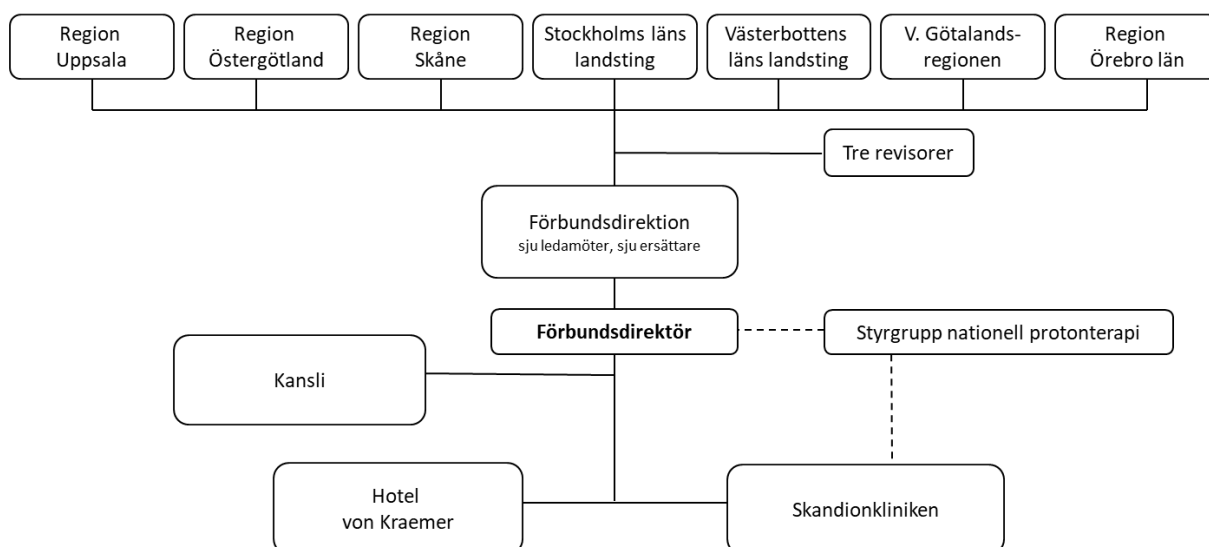 Region
Uppsala
Region
Östergötland
Region
Skåne
Stockholms läns
landsting
Västerbottens
läns landsting
V. Götalands-
regionen
Region
Örebro län
Tre revisorer
Förbundsdirektion
sju ledamöter, sju ersättare
Förbundsdirektör
Styrgrupp nationell protonterapi
Kansli
Hotel
von Kraemer
Skandionkliniken